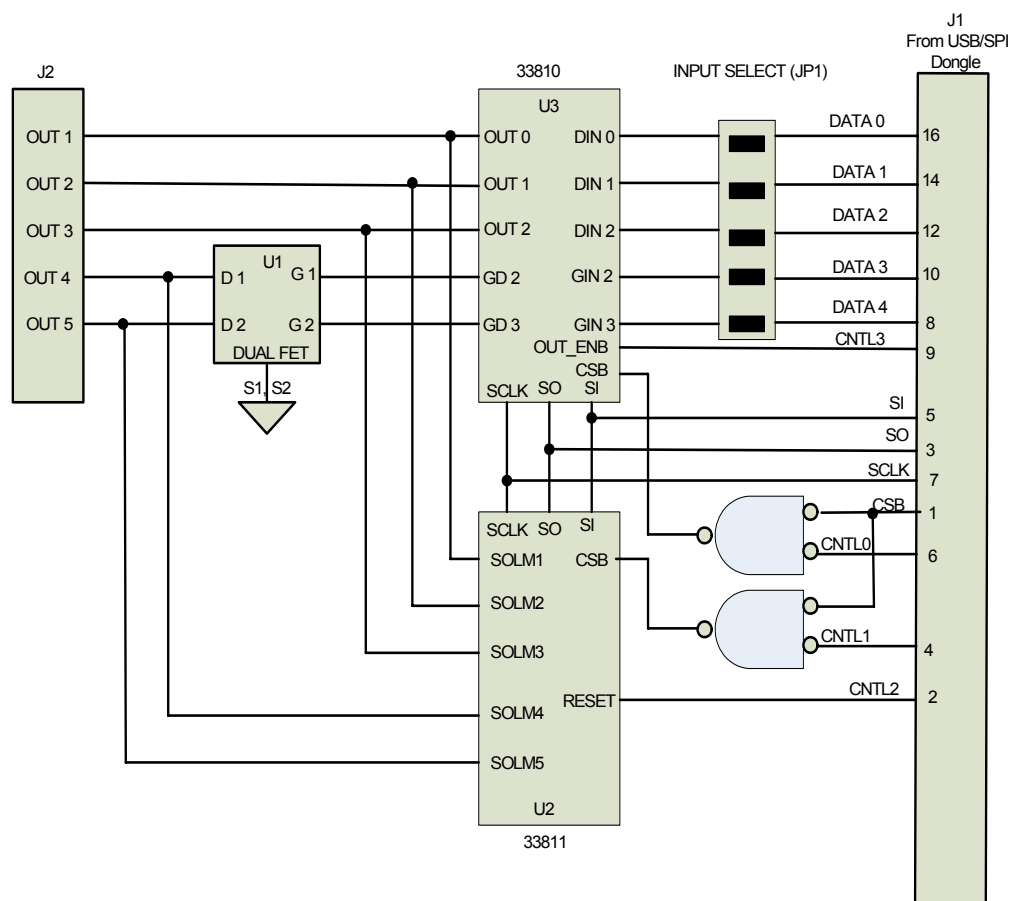 J1
From USB/SPI
Dongle
J2
33810
INPUT SELECT (JP1)
U3
OUT 1
OUT 0
DIN 0
DATA 0
16
OUT 2
OUT 1
DIN 1
DATA 1
14
OUT 3
OUT 2
DIN 2
DATA 2
12
OUT 4
D 1
U1
G 1
GD 2
GIN 2
DATA 3
10
OUT 5
D 2
G 2
GD 3
GIN 3
DATA 4
8
DUAL FET
OUT_ENB
CNTL3
9
S1, S2
CSB
SCLK
SO
SI
SI
5
SO
3
SCLK
7
CSB
1
SCLK
SO
SI
CNTL0
6
SOLM1
CSB
SOLM2
SOLM3
CNTL1
4
RESET
CNTL2
2
SOLM4
SOLM5
U2
33811